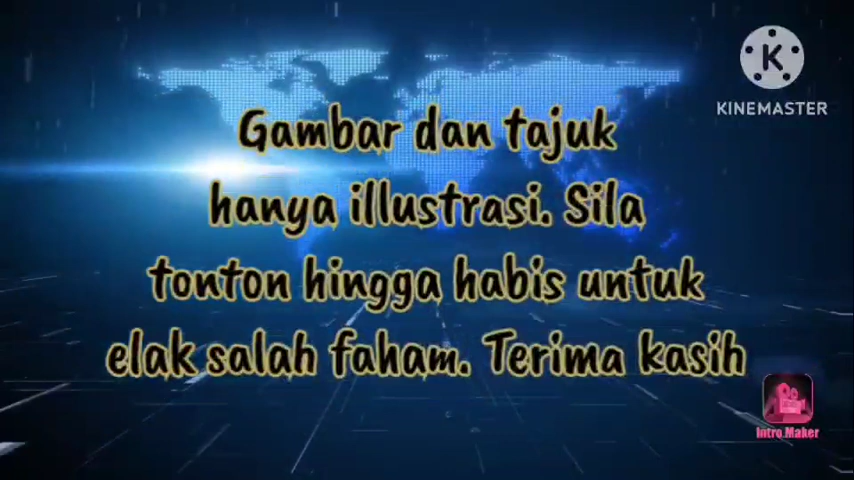 K
KINEMASTER
Gambar dan tajuk
hanya illustrasi. Sila
tonton hingga habis untuk
elak salah faham. Terima kasih
Intro Maker